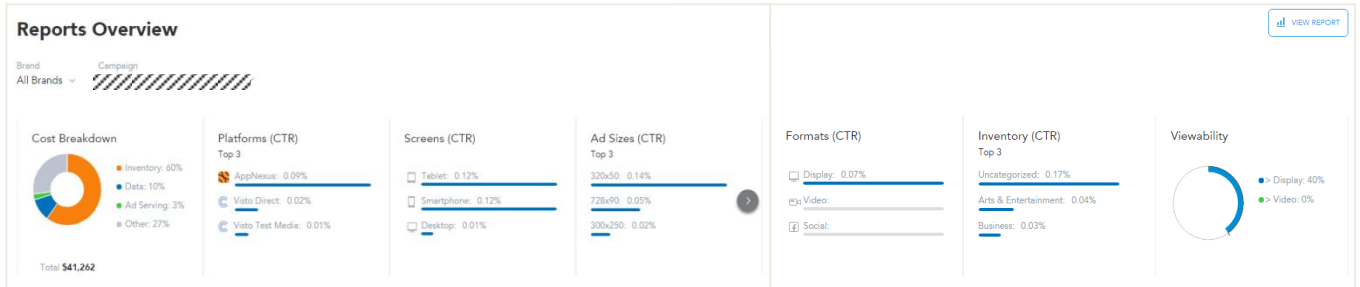 Reports Overview
VIEW REPORT
Brand
Campaign
All Brands
Cost Breakdown
Inventory: 60%
Data: 10%
Ad Serving: 3%
Other: 27%
Total $41,262
Platforms (CTR)
Top 3
AppNexus: 0.09%
Visto Direct: 0.02%
Visto Test Media: 0.01%
Screens (CTR)
Tablet: 0.12%
Smartphone: 0.12%
Desktop: 0.01%
Ad Sizes (CTR)
Top 3
320x50: 0.14%
728x90: 0.05%
300x250: 0.02%
Formats (CTR)
Display: 0.07%
Video:
Social:
Inventory (CTR)
Top 3
Uncategorized: 0.17%
Arts & Entertainment: 0.04%
Business: 0.03%
Viewability
> Display: 40%
> Video: 0%